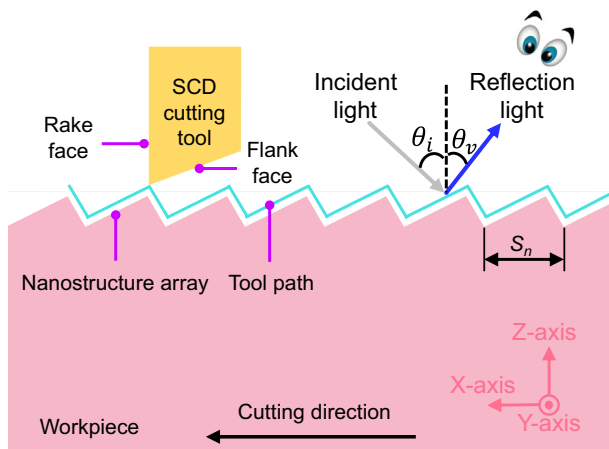 SCD
cutting
tool
Incident
light
Reflection
light
Rake
face
Flank
face
θi
θv
Nanostructure array
Tool path
Sn
Z-axis
X-axis
Y-axis
Cutting direction
Workpiece